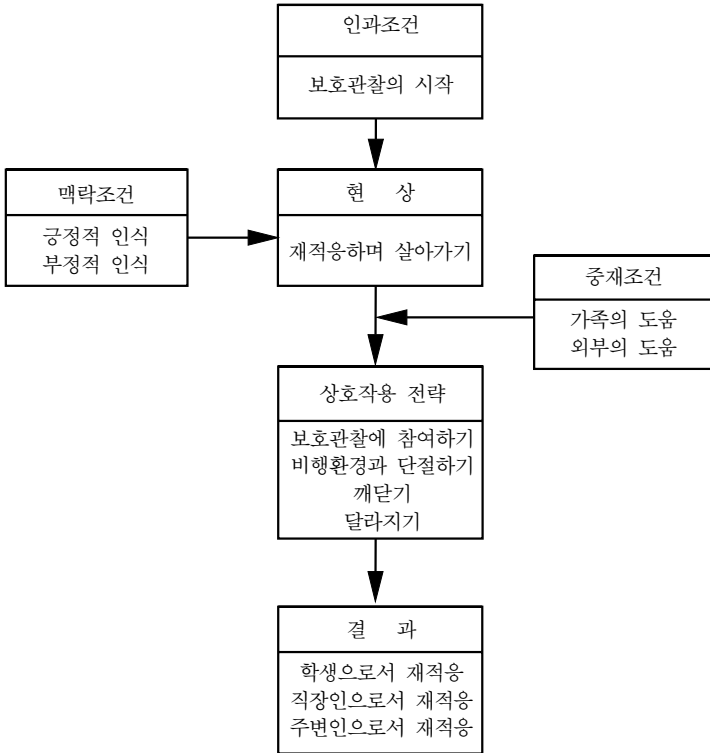 인과조건
보호관찰의 시작
맥락조건
긍정적 인식
부정적 인식
현 상
재적응하며 살아가기
중재조건
가족의 도움
외부의 도움
상호작용 전략
보호관찰에 참여하기
비행환경과 단절하기
깨닫기
달라지기
결 과
학생으로서 재적응
직장인으로서 재적응
주변인으로서 재적응